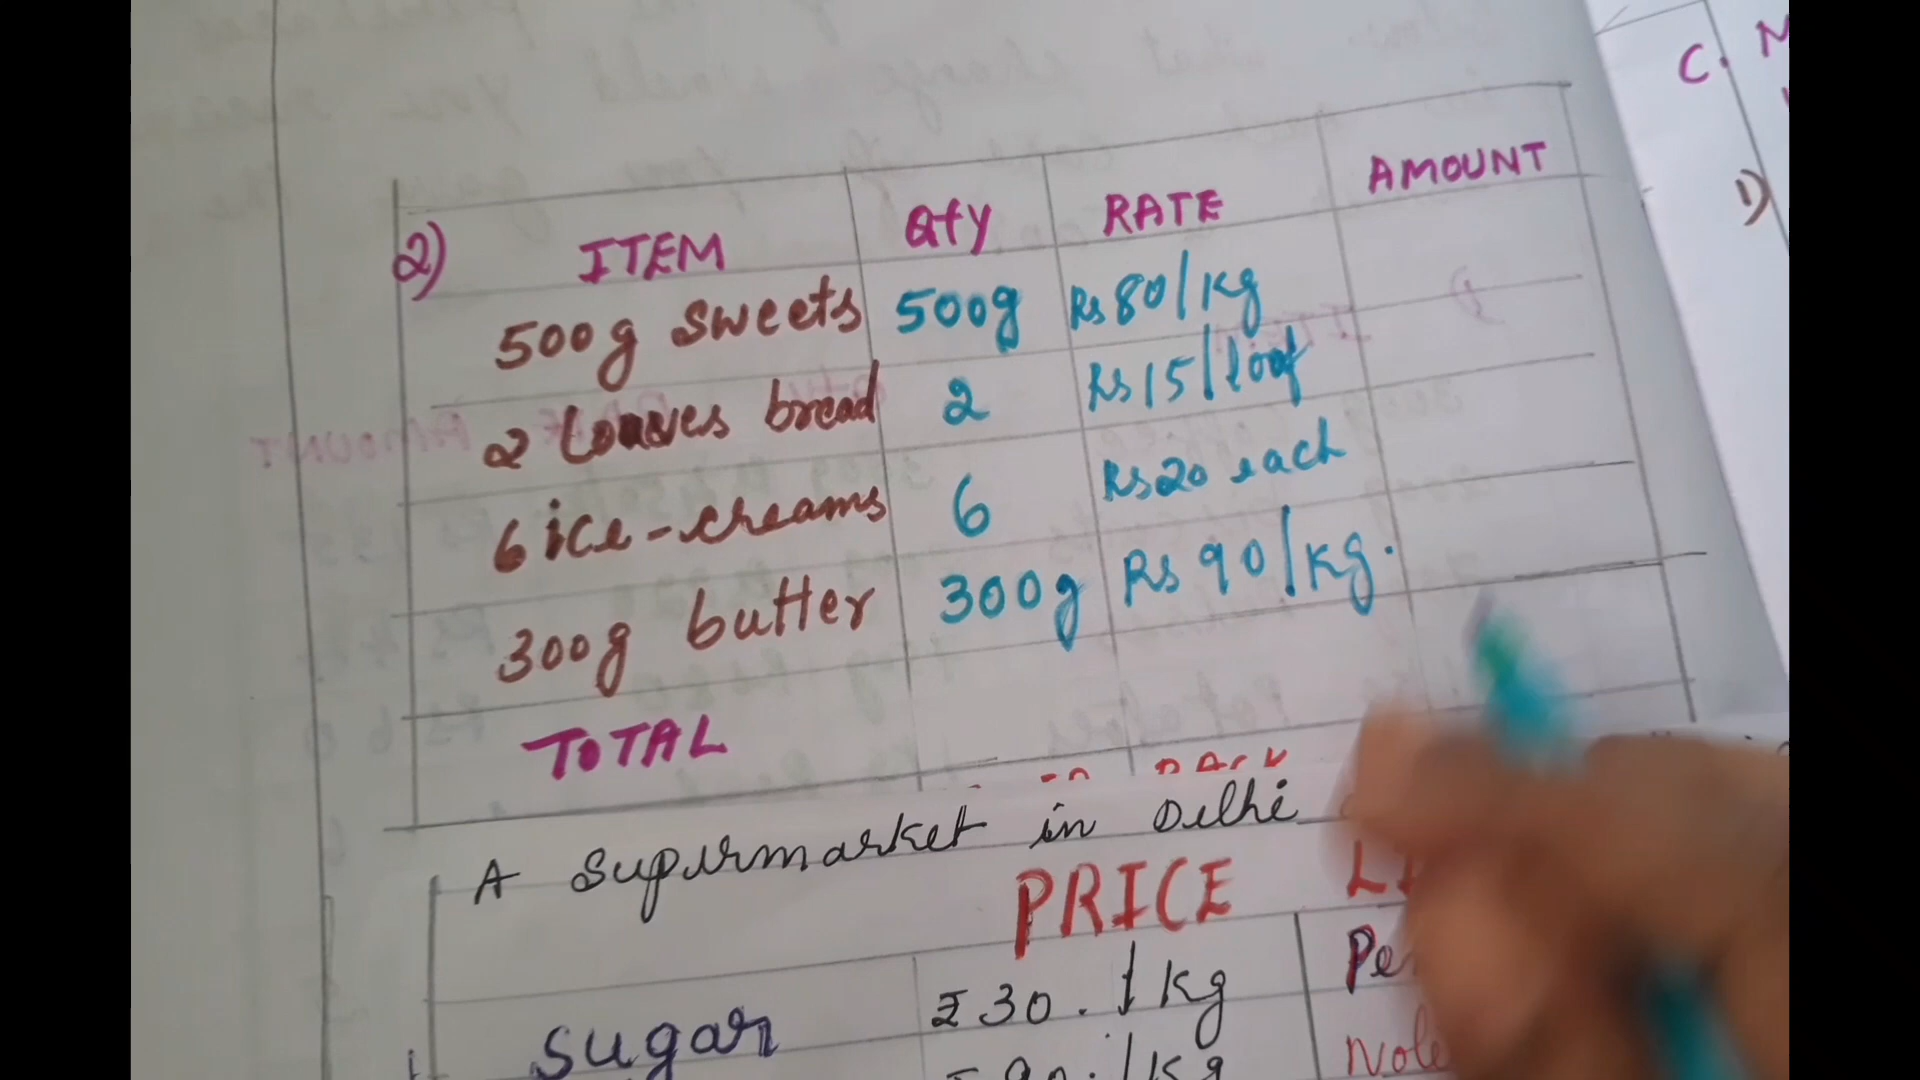 C.
1)
2) ITEM Qty RATE AMOUNT
500g sweets 500g Rs 80/kg
2 loaves bread 2 Rs 15/loaf
6 ice-creams 6 Rs 20 each
300g butter 300g Rs 90/kg.
TOTAL
A Supermarket in Delhi
PRICE
Sugar ₹30. / kg